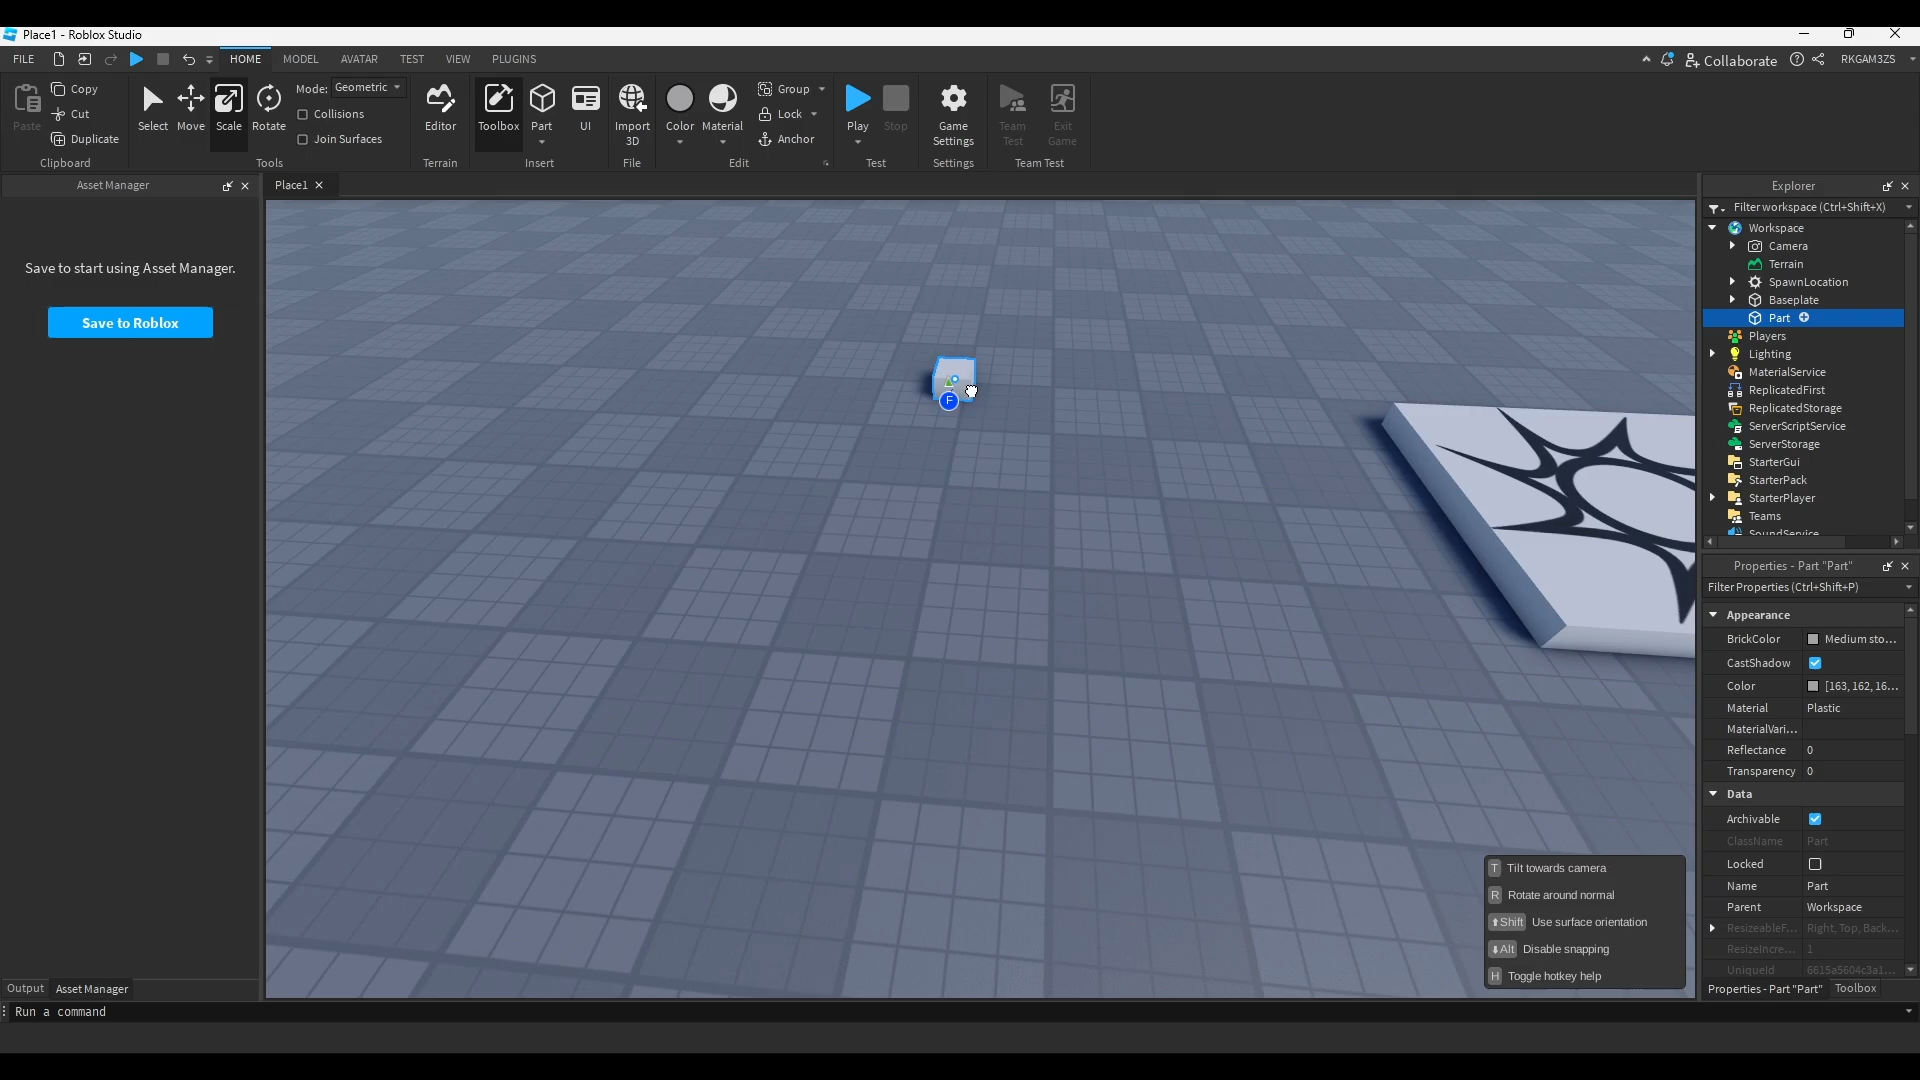 Place1 - Roblox Studio
FILE HOME MODEL AVATAR TEST VIEW PLUGINS Collaborate RKGAM3ZS
Paste Copy Cut Duplicate Clipboard
Select Move Scale Rotate Mode: Geometric Collisions Join Surfaces Tools
Editor Terrain
Toolbox Part UI Insert
Import 3D File
Color Material Group Lock Anchor Edit
Play Stop Test
Game Settings Settings
Team Test Exit Game Team Test
Asset Manager
Save to start using Asset Manager.
Save to Roblox
Output Asset Manager
Place1
F
T Tilt towards camera
R Rotate around normal
Shift Use surface orientation
Alt Disable snapping
H Toggle hotkey help
Explorer
Filter workspace (Ctrl+Shift+X)
Workspace
Camera
Terrain
SpawnLocation
Baseplate
Part
Players
Lighting
MaterialService
ReplicatedFirst
ReplicatedStorage
ServerScriptService
ServerStorage
StarterGui
StarterPack
StarterPlayer
Teams
SoundService
Properties - Part "Part"
Filter Properties (Ctrl+Shift+P)
Appearance
BrickColor Medium sto...
CastShadow
Color [163, 162, 16...
Material Plastic
MaterialVari...
Reflectance 0
Transparency 0
Data
Archivable
ClassName Part
Locked
Name Part
Parent Workspace
ResizeableF... Right, Top, Back...
ResizeIncre... 1
UniqueId 6615a5604c3a1...
Properties - Part "Part" Toolbox
Run a command